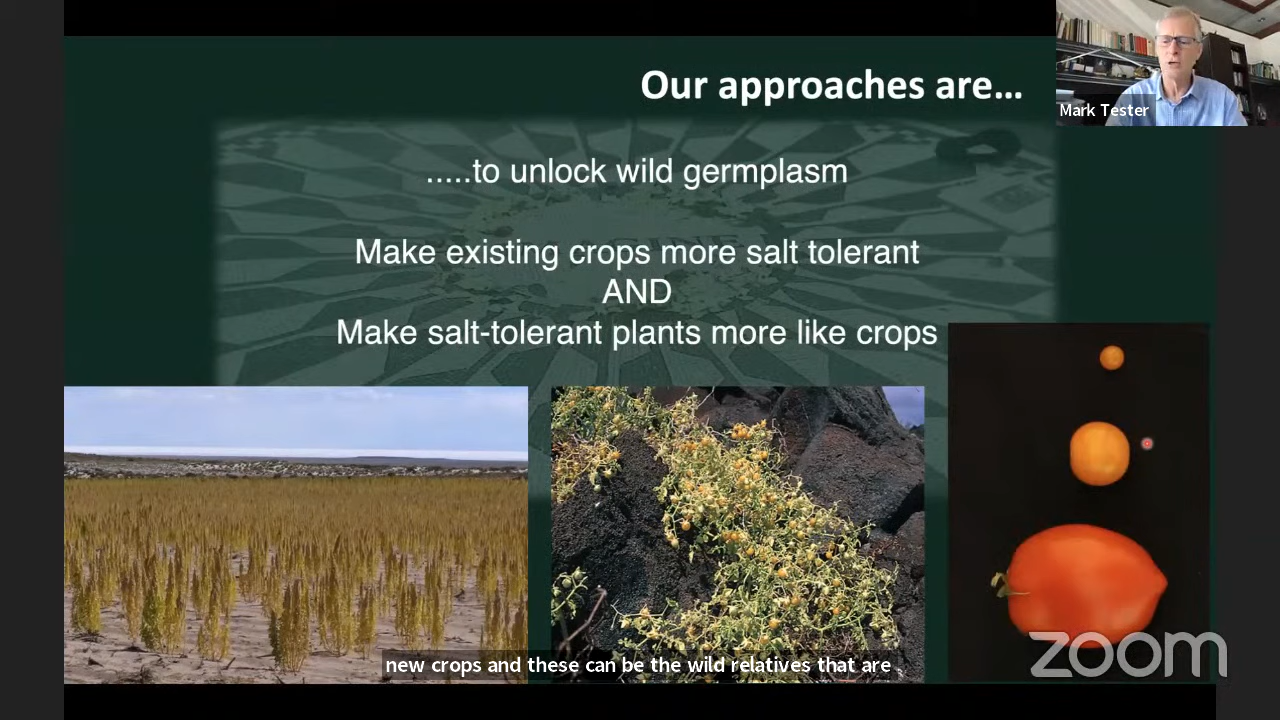 Our approaches are...
Mark Tester
.....to unlock wild germplasm
Make existing crops more salt tolerant
AND
Make salt-tolerant plants more like crops
new crops and these can be the wild relatives that are
zoom